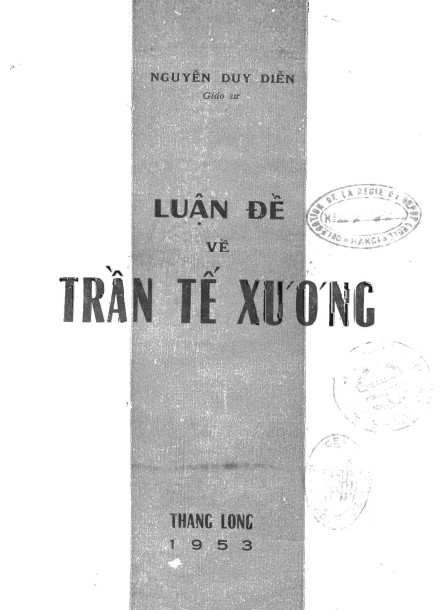 NGUYỄN DUY DIỄN
Giáo sư
LUẬN ĐỀ
VỀ
TRẦN TẾ XƯƠNG
THANG LONG
1953